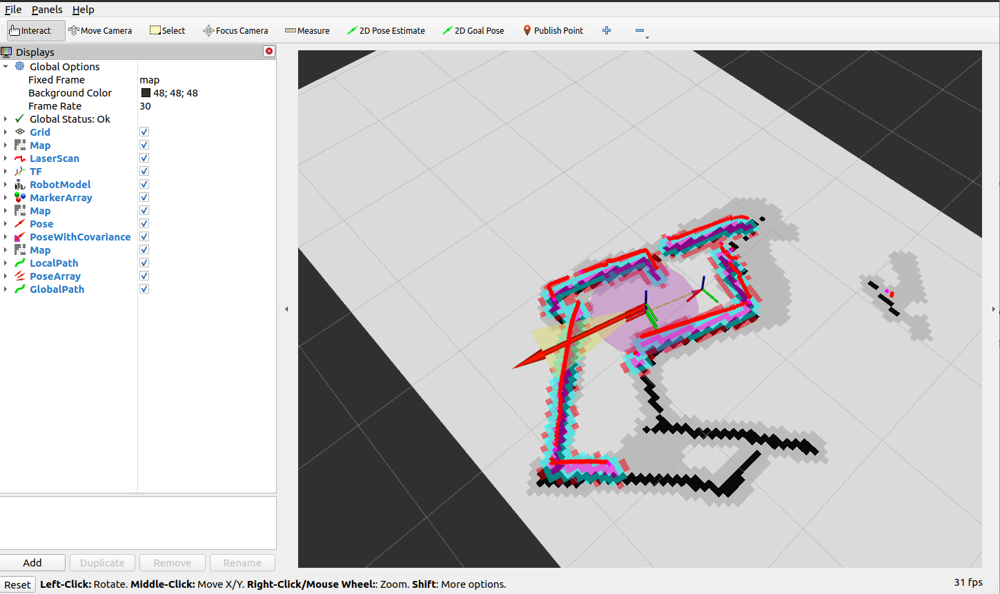 File Panels Help
Interact Move Camera Select Focus Camera Measure 2D Pose Estimate 2D Goal Pose Publish Point
Displays
Global Options
Fixed Frame map
Background Color 48; 48; 48
Frame Rate 30
Global Status: Ok
Grid
Map
LaserScan
TF
RobotModel
MarkerArray
Map
Pose
PoseWithCovariance
Map
LocalPath
PoseArray
GlobalPath
Add Duplicate Remove Rename
Reset Left-Click: Rotate. Middle-Click: Move X/Y. Right-Click/Mouse Wheel:: Zoom. Shift: More options. 31 fps